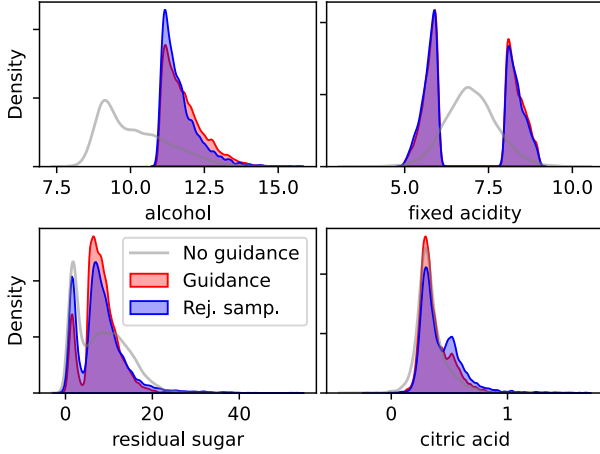 Density
7.5 10.0 12.5 15.0
alcohol
5.0 7.5 10.0
fixed acidity
Density
No guidance
Guidance
Rej. samp.
0 20 40
residual sugar
0 1
citric acid